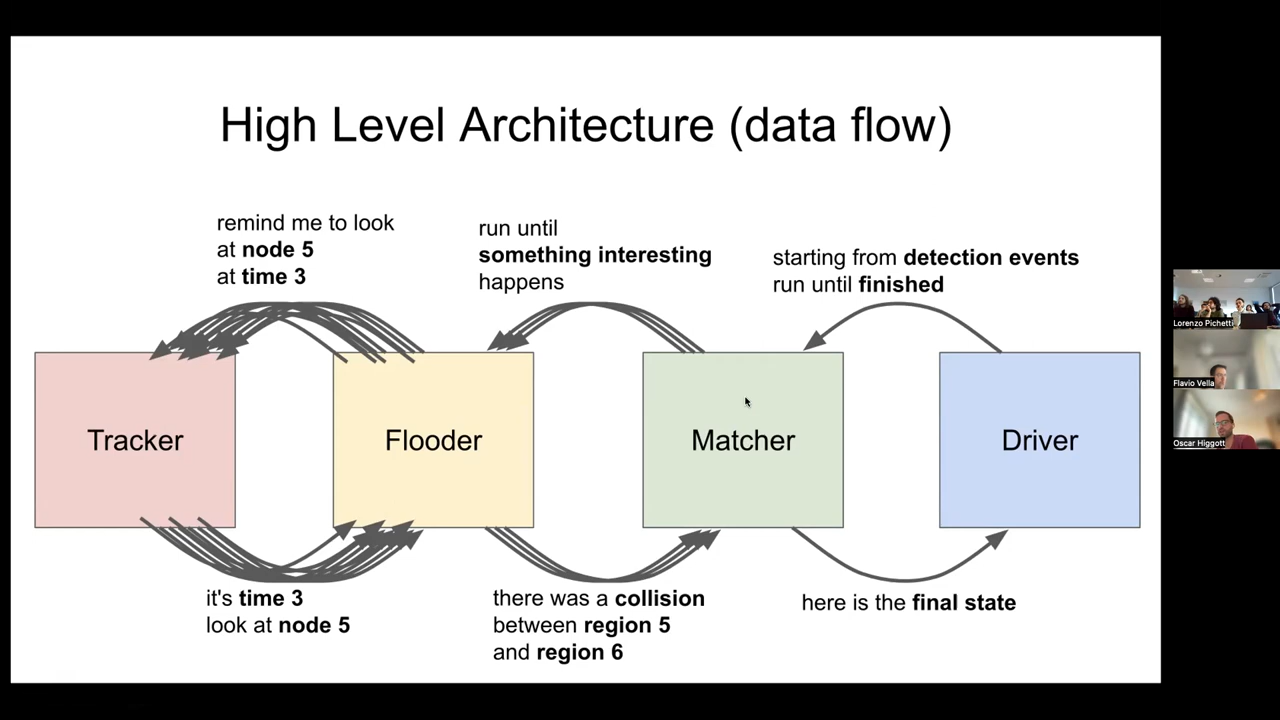 High Level Architecture (data flow)
remind me to look
at node 5
at time 3
run until
something interesting
happens
starting from detection events
run until finished
Tracker
Flooder
Matcher
Driver
it's time 3
look at node 5
there was a collision
between region 5
and region 6
here is the final state
Lorenzo Pichetti
Flavio Vella
Oscar Higgott